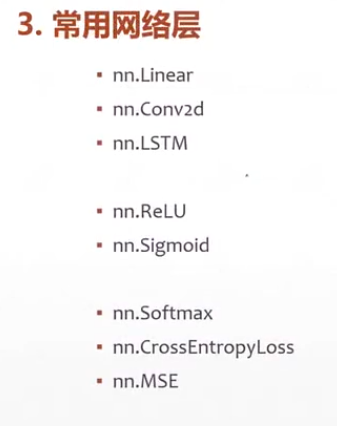 3. 常用网络层
▪ nn.Linear
▪ nn.Conv2d
▪ nn.LSTM
▪ nn.ReLU
▪ nn.Sigmoid
▪ nn.Softmax
▪ nn.CrossEntropyLoss
▪ nn.MSE